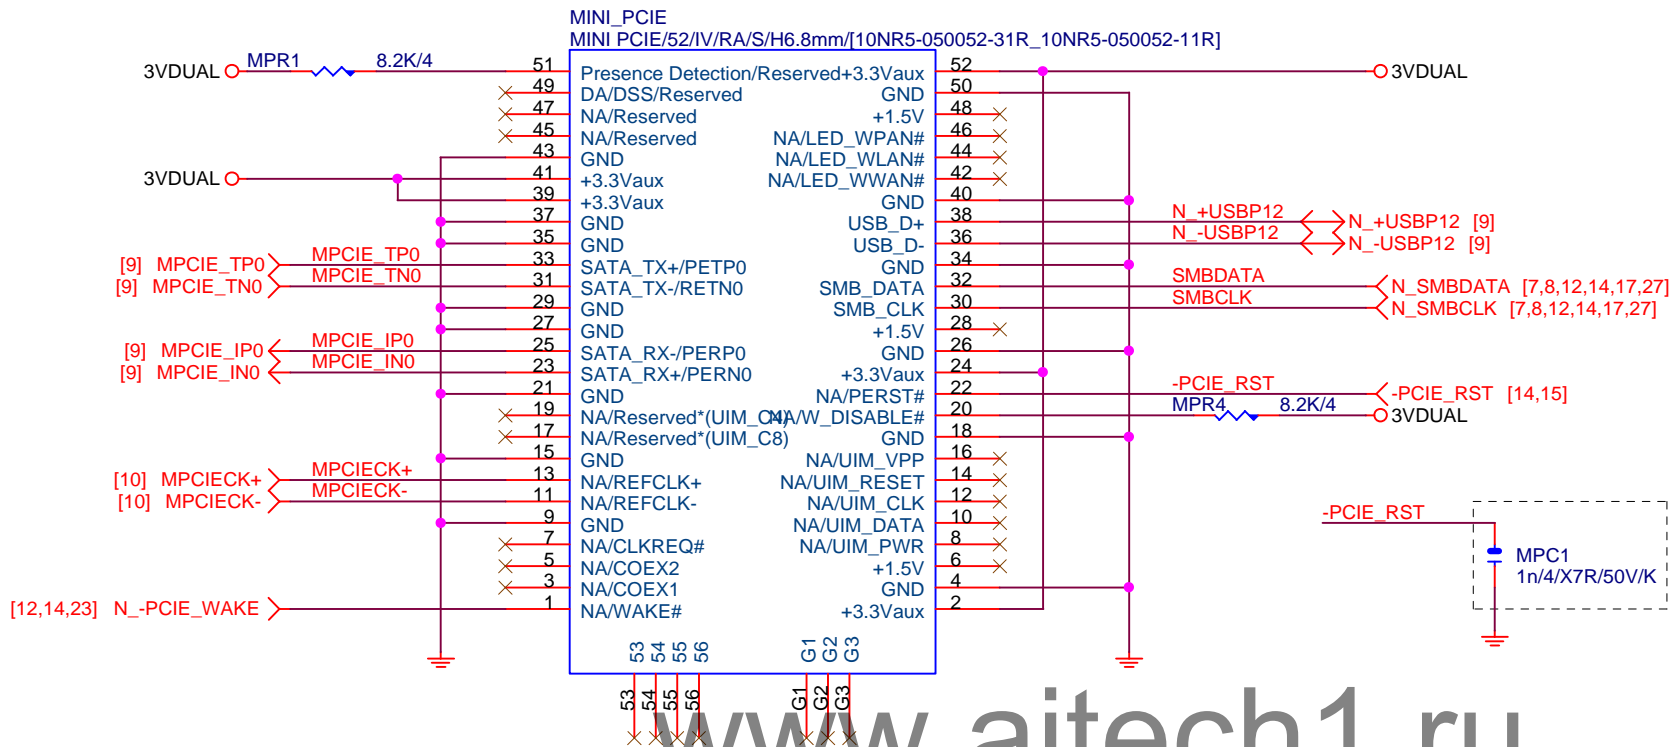 MINI_PCIE
MINI PCIE/52/IV/RA/S/H6.8mm/[10NR5-050052-31R_10NR5-050052-11R]
3VDUAL MPR1 8.2K/4 51 Presence Detection/Reserved +3.3Vaux 52 3VDUAL
49 DA/DSS/Reserved GND 50
47 NA/Reserved +1.5V 48
45 NA/Reserved NA/LED_WPAN# 46
43 GND NA/LED_WLAN# 44
3VDUAL 41 +3.3Vaux NA/LED_WWAN# 42
39 +3.3Vaux GND 40
37 GND USB_D+ 38 N_+USBP12 N_+USBP12 [9]
35 GND USB_D- 36 N_-USBP12 N_-USBP12 [9]
[9] MPCIE_TP0 MPCIE_TP0 33 SATA_TX+/PETP0 GND 34
[9] MPCIE_TN0 MPCIE_TN0 31 SATA_TX-/RETN0 SMB_DATA 32 SMBDATA N_SMBDATA [7,8,12,14,17,27]
29 GND SMB_CLK 30 SMBCLK N_SMBCLK [7,8,12,14,17,27]
27 GND +1.5V 28
[9] MPCIE_IP0 MPCIE_IP0 25 SATA_RX-/PERP0 GND 26
[9] MPCIE_IN0 MPCIE_IN0 23 SATA_RX+/PERN0 +3.3Vaux 24
21 GND NA/PERST# 22 -PCIE_RST -PCIE_RST [14,15]
19 NA/Reserved*(UIM_C4) NA/W_DISABLE# 20 MPR4 8.2K/4 3VDUAL
17 NA/Reserved*(UIM_C8) GND 18
15 GND NA/UIM_VPP 16
[10] MPCIECK+ MPCIECK+ 13 NA/REFCLK+ NA/UIM_RESET 14
[10] MPCIECK- MPCIECK- 11 NA/REFCLK- NA/UIM_CLK 12
9 GND NA/UIM_DATA 10 -PCIE_RST
7 NA/CLKREQ# NA/UIM_PWR 8
MPC1
5 NA/COEX2 +1.5V 6
1n/4/X7R/50V/K
3 NA/COEX1 GND 4
[12,14,23] N_-PCIE_WAKE 1 NA/WAKE# +3.3Vaux 2
53 54 55 56 G1 G2 G3
53 54 55 56 G1 G2 G3
www.aitech1.ru